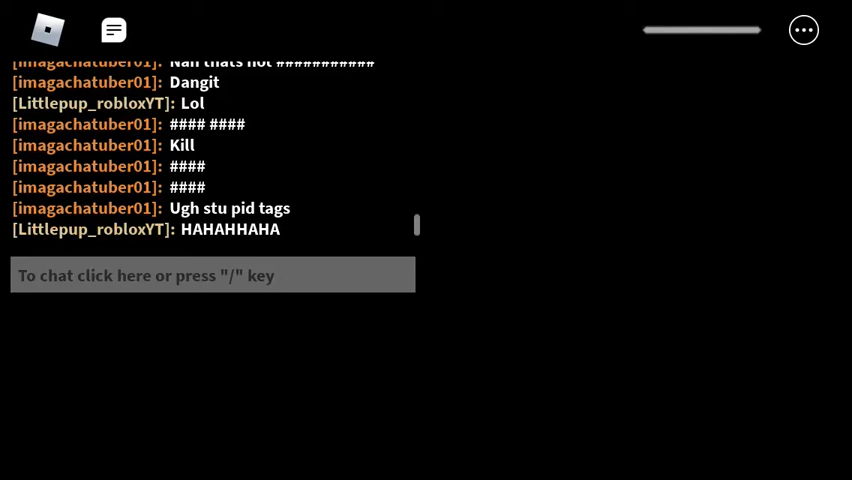 [imagachatuber01]: Nah thats not ###########
[imagachatuber01]: Dangit
[Littlepup_robloxYT]: Lol
[imagachatuber01]: #### ####
[imagachatuber01]: Kill
[imagachatuber01]: ####
[imagachatuber01]: ####
[imagachatuber01]: Ugh stu pid tags
[Littlepup_robloxYT]: HAHAHHAHA
To chat click here or press "/" key